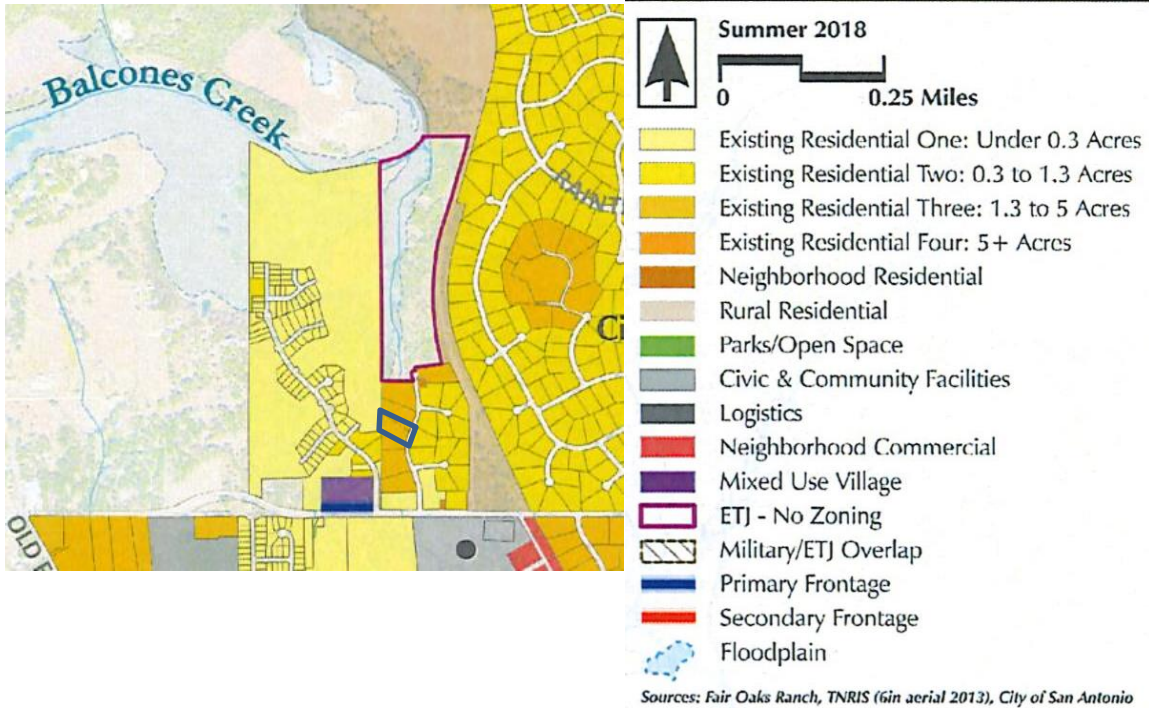 Balcones Creek
RAINT
Ci
OLD F
Summer 2018
0 0.25 Miles
Existing Residential One: Under 0.3 Acres
Existing Residential Two: 0.3 to 1.3 Acres
Existing Residential Three: 1.3 to 5 Acres
Existing Residential Four: 5+ Acres
Neighborhood Residential
Rural Residential
Parks/Open Space
Civic & Community Facilities
Logistics
Neighborhood Commercial
Mixed Use Village
ETJ - No Zoning
Military/ETJ Overlap
Primary Frontage
Secondary Frontage
Floodplain
Sources: Fair Oaks Ranch, TNRIS (6in aerial 2013), City of San Antonio